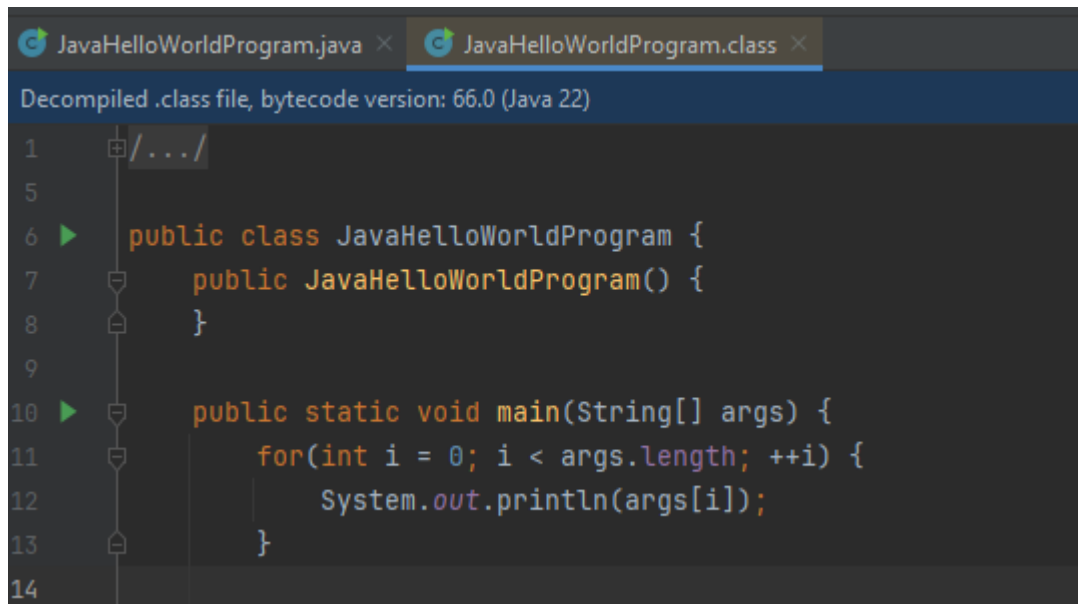 JavaHelloWorldProgram.java × JavaHelloWorldProgram.class ×
Decompiled .class file, bytecode version: 66.0 (Java 22)
1 /.../
5
6 public class JavaHelloWorldProgram {
7     public JavaHelloWorldProgram() {
8     }
9
10     public static void main(String[] args) {
11         for(int i = 0; i < args.length; ++i) {
12             System.out.println(args[i]);
13         }
14